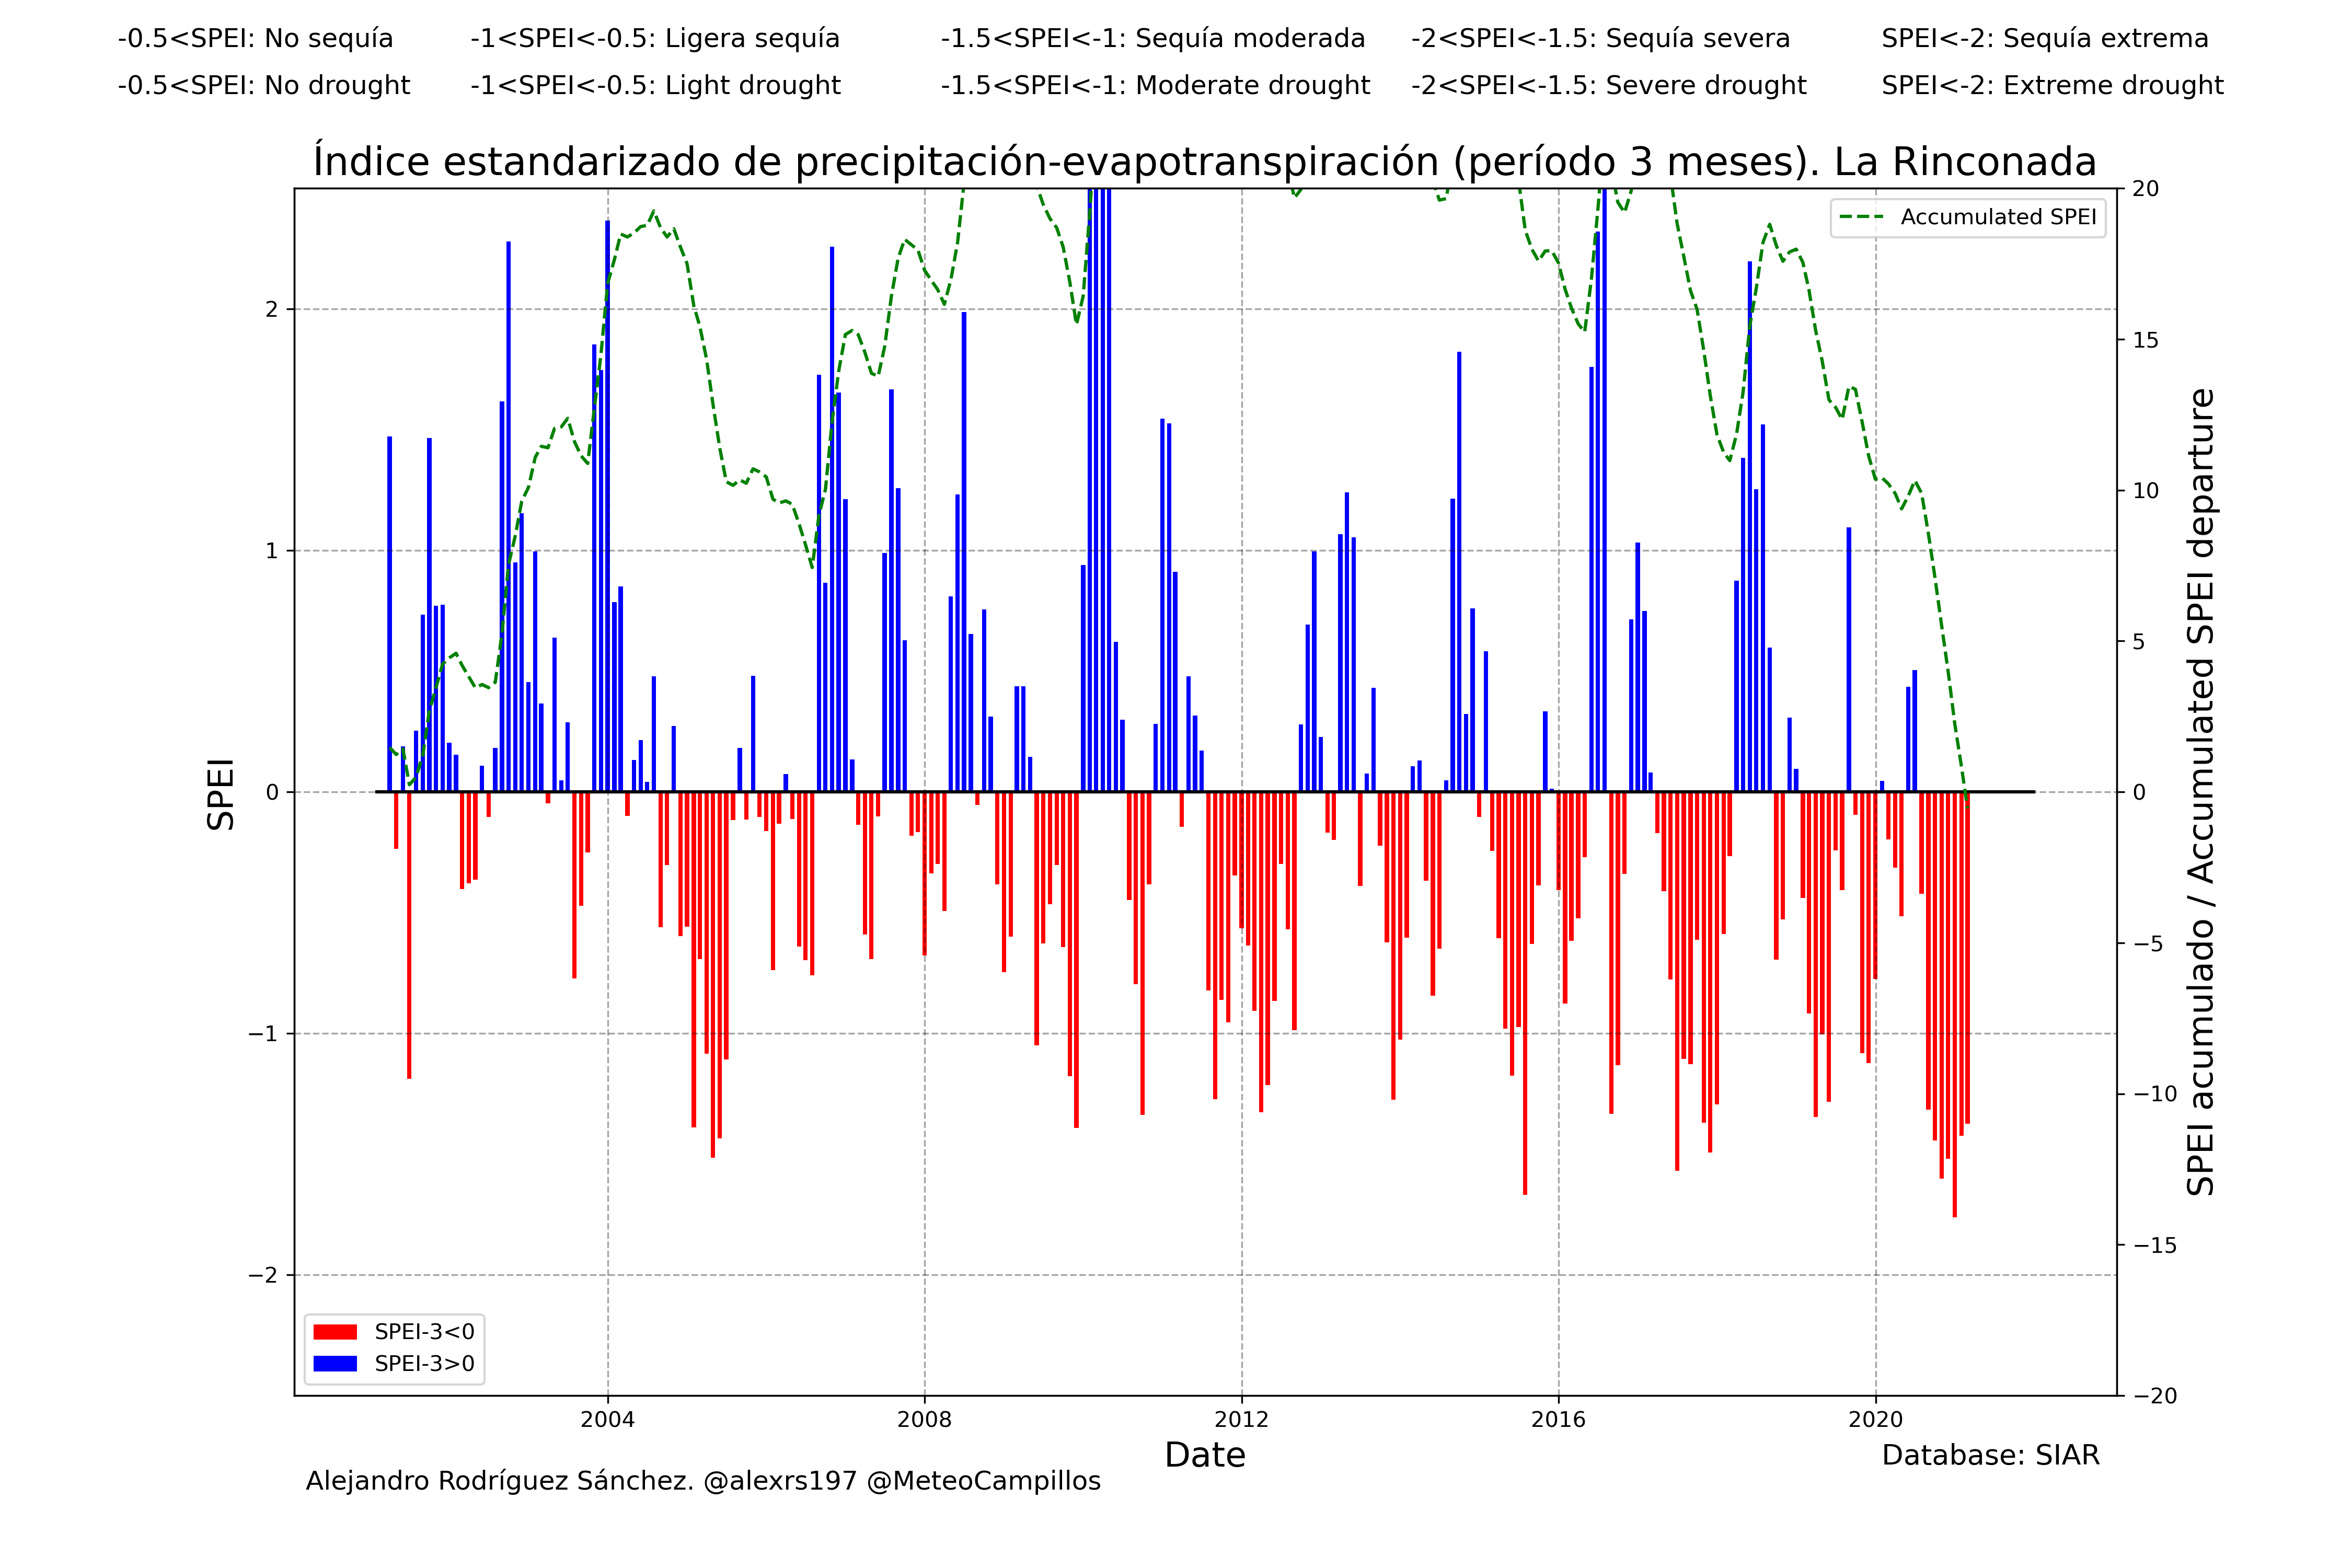 -0.5<SPEI: No sequía -1<SPEI<-0.5: Ligera sequía -1.5<SPEI<-1: Sequía moderada -2<SPEI<-1.5: Sequía severa SPEI<-2: Sequía extrema
-0.5<SPEI: No drought -1<SPEI<-0.5: Light drought -1.5<SPEI<-1: Moderate drought -2<SPEI<-1.5: Severe drought SPEI<-2: Extreme drought
Índice estandarizado de precipitación-evapotranspiración (período 3 meses). La Rinconada
Accumulated SPEI
SPEI
2
1
0
−1
−2
20
15
10
5
0
−5
−10
−15
−20
SPEI acumulado / Accumulated SPEI departure
SPEI-3<0
SPEI-3>0
2004 2008 2012 2016 2020
Date
Database: SIAR
Alejandro Rodríguez Sánchez. @alexrs197 @MeteoCampillos